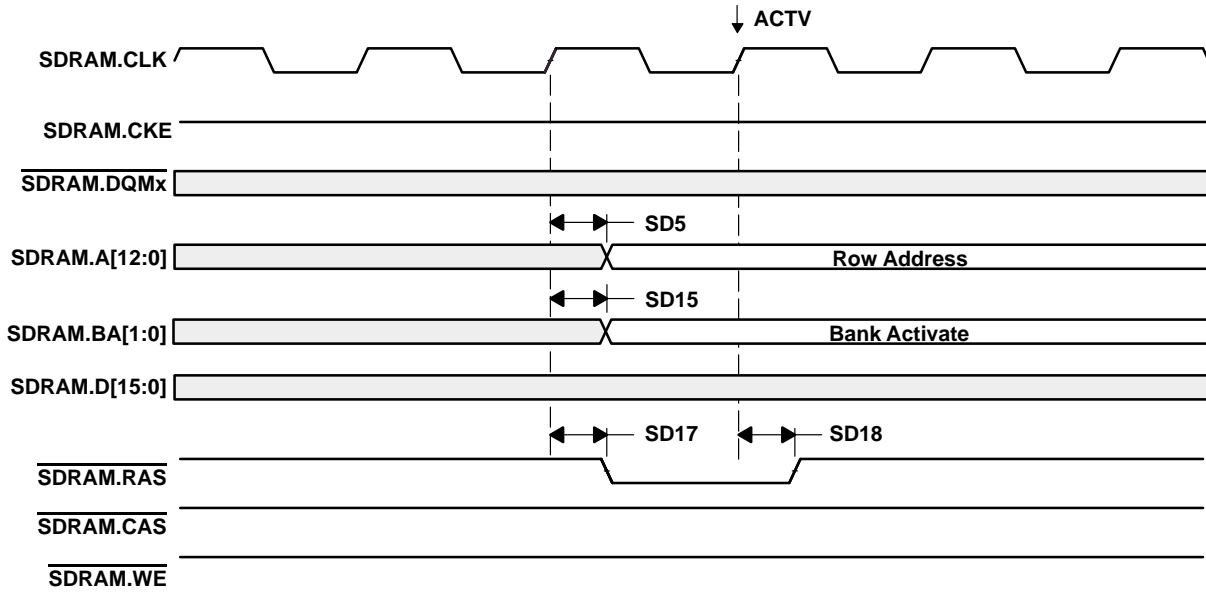 ACTV
SDRAM.CLK
SDRAM.CKE
SDRAM.DQMx
SD5
SDRAM.A[12:0] Row Address
SD15
SDRAM.BA[1:0] Bank Activate
SDRAM.D[15:0]
SD17 SD18
SDRAM.RAS
SDRAM.CAS
SDRAM.WE